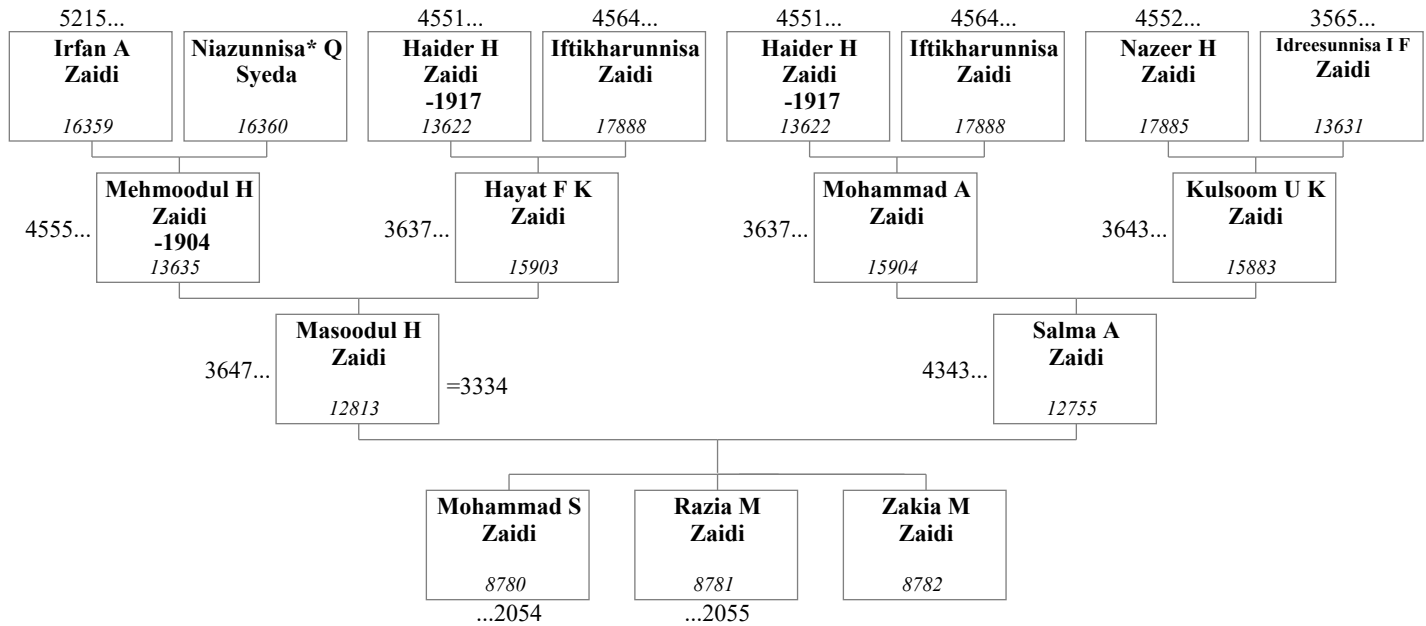 5215... 4551... 4564... 4551... 4564... 4552... 3565...
Irfan A
Zaidi
16359
Niazunnisa* Q
Syeda
16360
Haider H
Zaidi
-1917
13622
Iftikharunnisa
Zaidi
17888
Haider H
Zaidi
-1917
13622
Iftikharunnisa
Zaidi
17888
Nazeer H
Zaidi
17885
Idreesunnisa I F
Zaidi
13631
4555...
Mehmoodul H
Zaidi
-1904
13635
3637...
Hayat F K
Zaidi
15903
3637...
Mohammad A
Zaidi
15904
3643...
Kulsoom U K
Zaidi
15883
3647...
Masoodul H
Zaidi
12813
=3334
4343...
Salma A
Zaidi
12755
Mohammad S
Zaidi
8780
...2054
Razia M
Zaidi
8781
...2055
Zakia M
Zaidi
8782